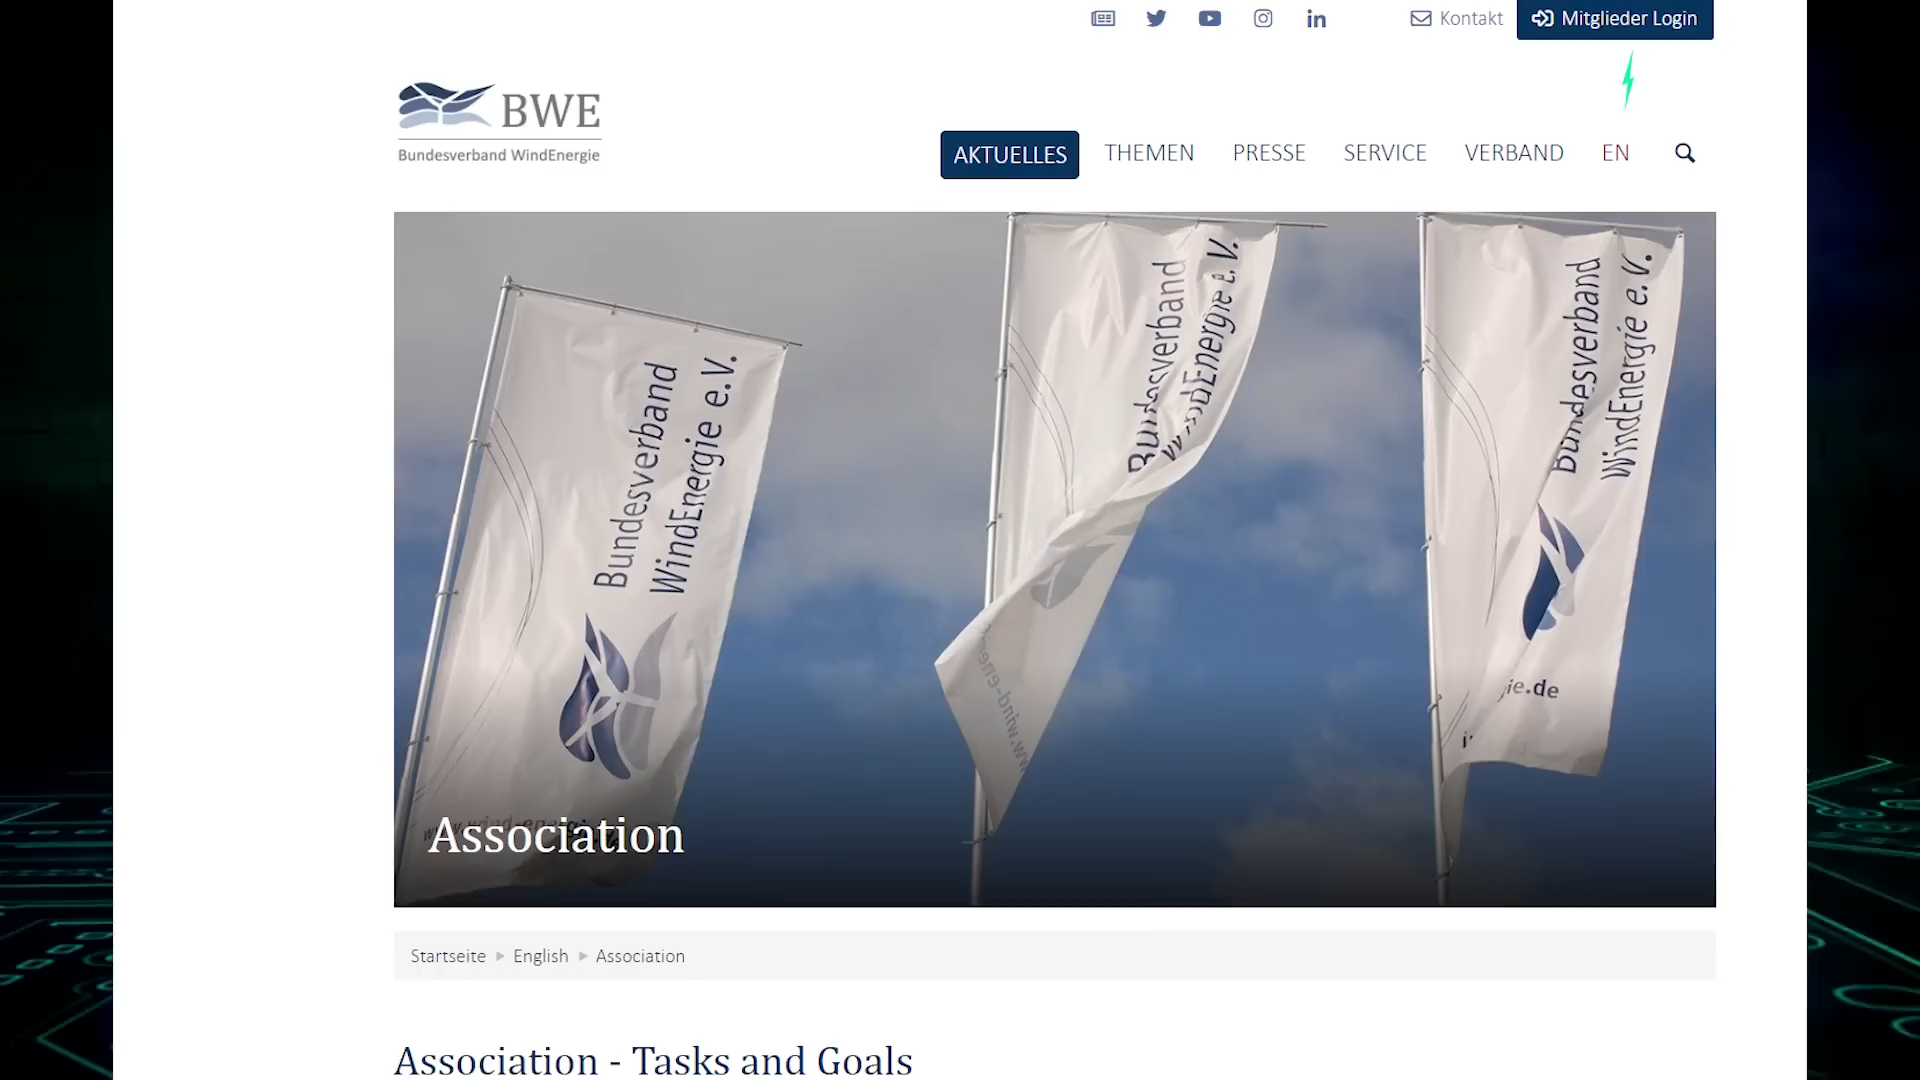 Kontakt
Mitglieder Login
BWE
Bundesverband WindEnergie
AKTUELLES THEMEN PRESSE SERVICE VERBAND EN
Bundesverband
WindEnergie e.V.
Bundesverband
WindEnergie e.V.
Bundesverband
WindEnergie e.V.
ie.de
Association
Startseite English Association
Association - Tasks and Goals